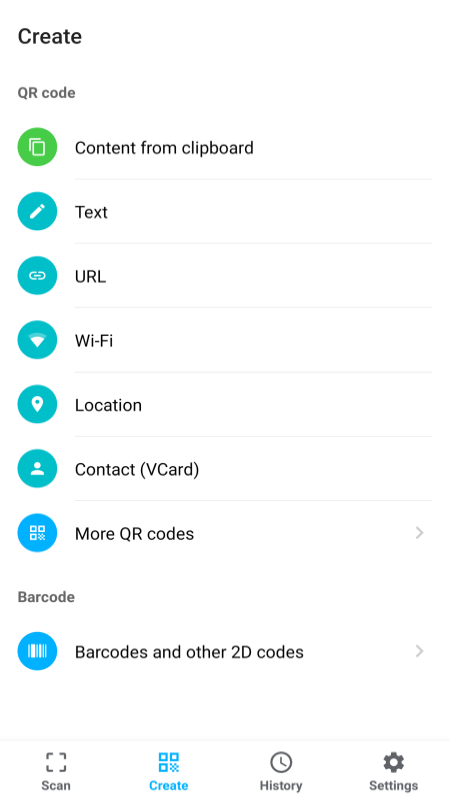 Create
QR code
Content from clipboard
Text
URL
Wi-Fi
Location
Contact (VCard)
More QR codes
Barcode
Barcodes and other 2D codes
Scan
Create
History
Settings